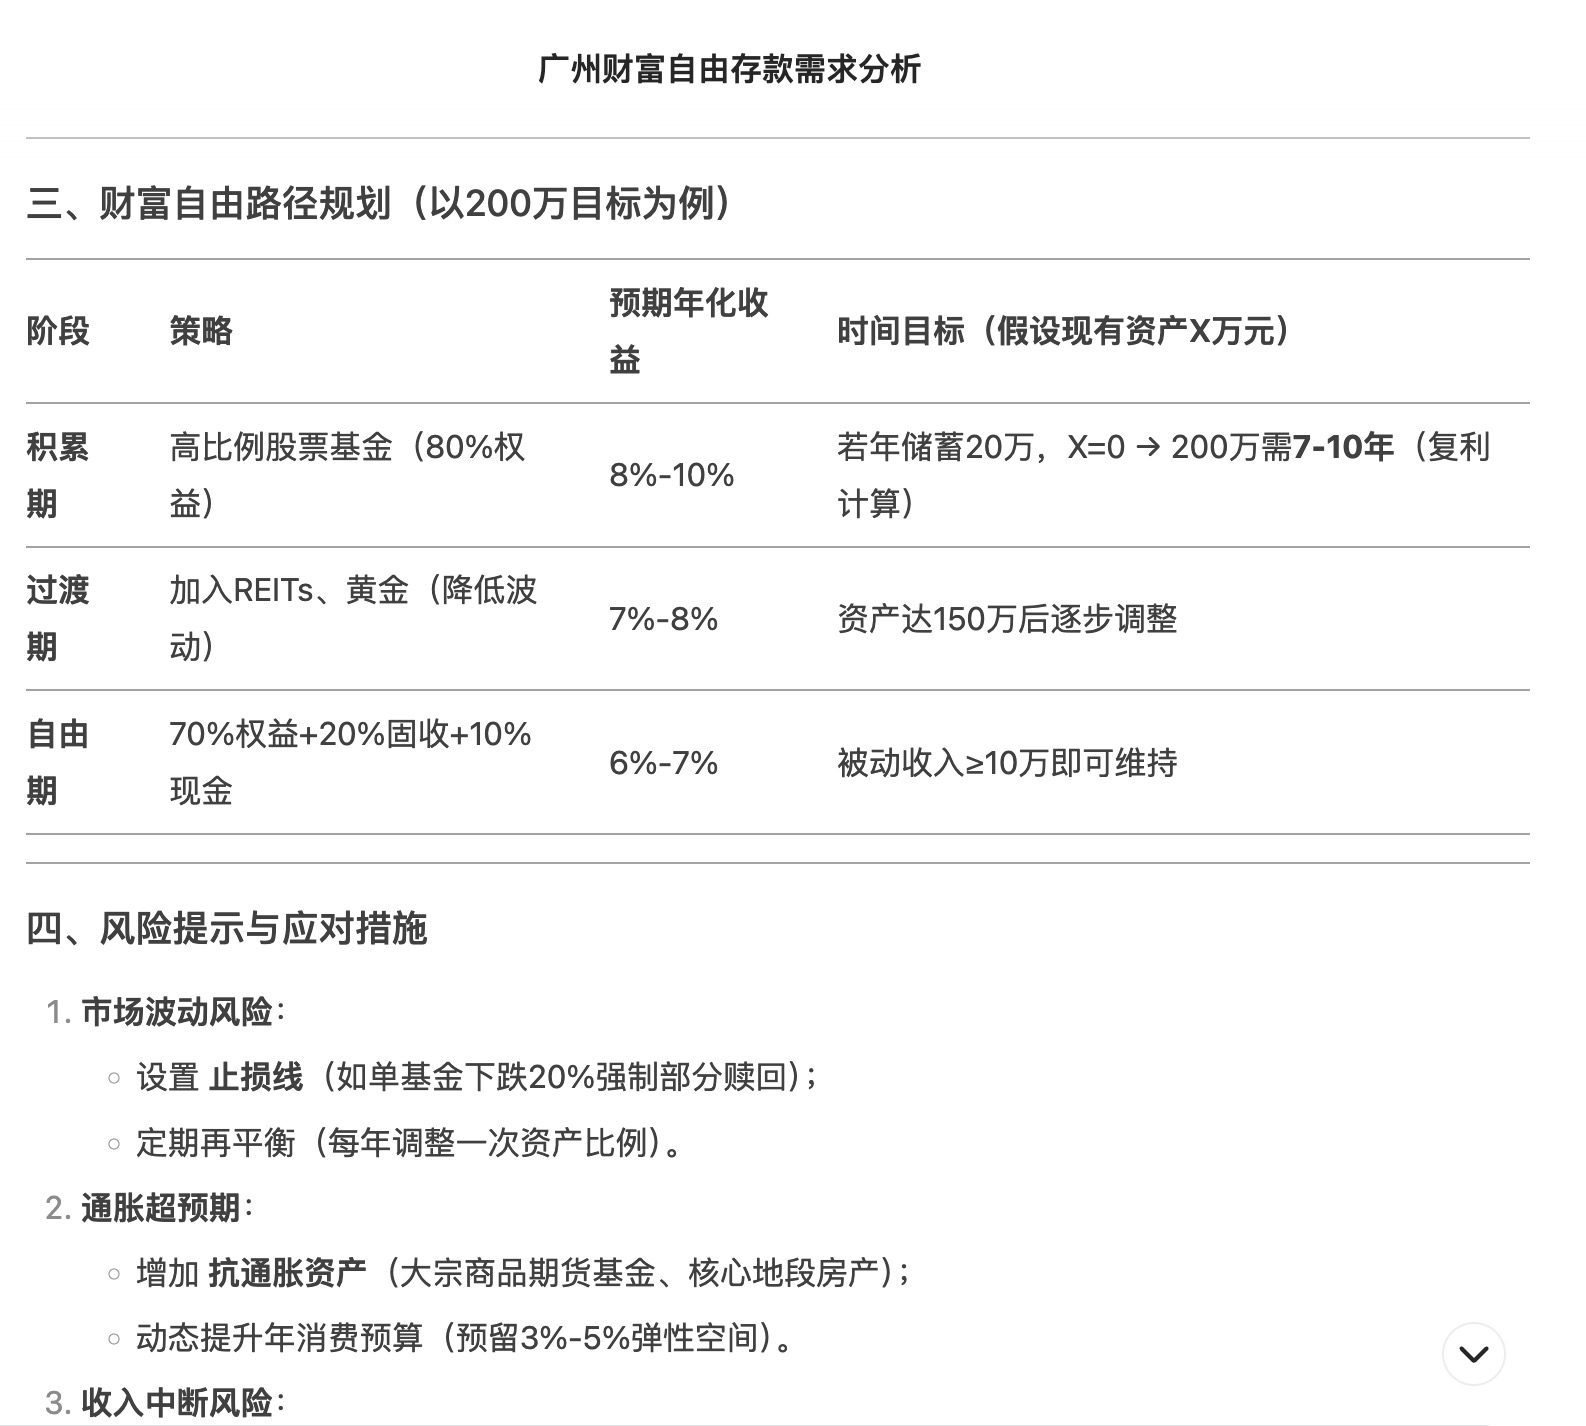 广州财富自由存款需求分析
三、财富自由路径规划（以200万目标为例）
阶段
策略
预期年化收
益
时间目标（假设现有资产X万元）
积累
期
高比例股票基金（80%权
益）
8%-10%
若年储蓄20万，X=0 → 200万需7-10年（复利
计算）
过渡
期
加入REITs、黄金（降低波
动）
7%-8%
资产达150万后逐步调整
自由
期
70%权益+20%固收+10%
现金
6%-7%
被动收入≥10万即可维持
四、风险提示与应对措施
1. 市场波动风险：
设置 止损线（如单基金下跌20%强制部分赎回）；
定期再平衡（每年调整一次资产比例）。
2. 通胀超预期：
增加 抗通胀资产（大宗商品期货基金、核心地段房产）；
动态提升年消费预算（预留3%-5%弹性空间）。
3. 收入中断风险：